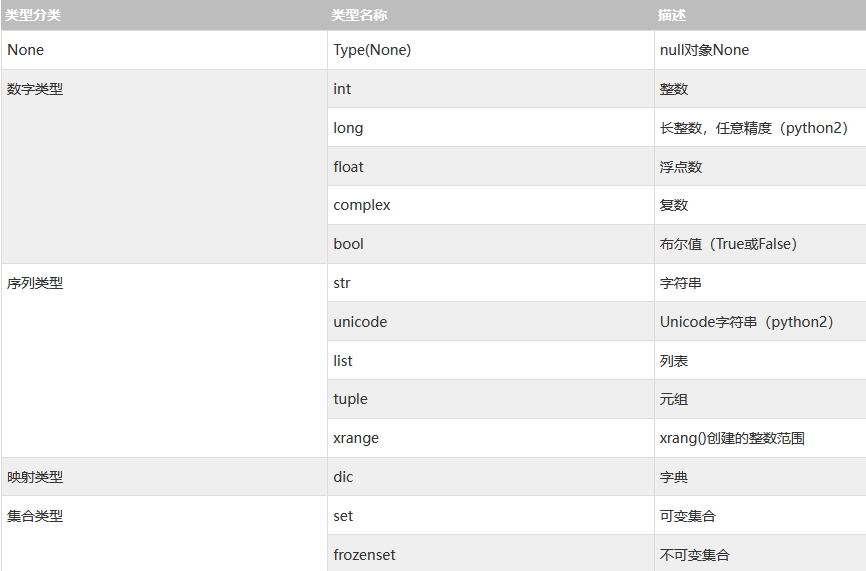 类型分类 类型名称 描述
None Type(None) null对象None
数字类型 int 整数
long 长整数，任意精度（python2）
float 浮点数
complex 复数
bool 布尔值（True或False）
序列类型 str 字符串
unicode Unicode字符串（python2）
list 列表
tuple 元组
xrange xrang()创建的整数范围
映射类型 dic 字典
集合类型 set 可变集合
frozenset 不可变集合